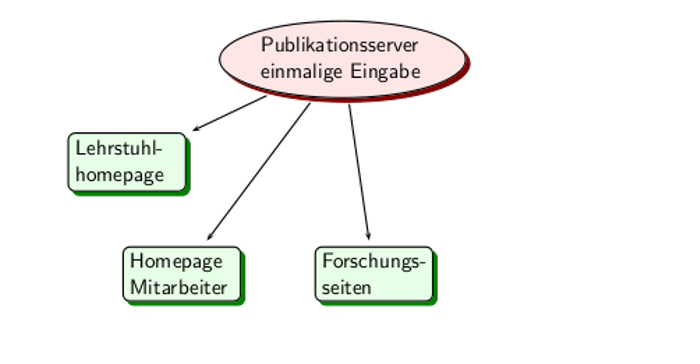 Publikationsserver
einmalige Eingabe
Lehrstuhl-
homepage
Homepage
Mitarbeiter
Forschungs-
seiten